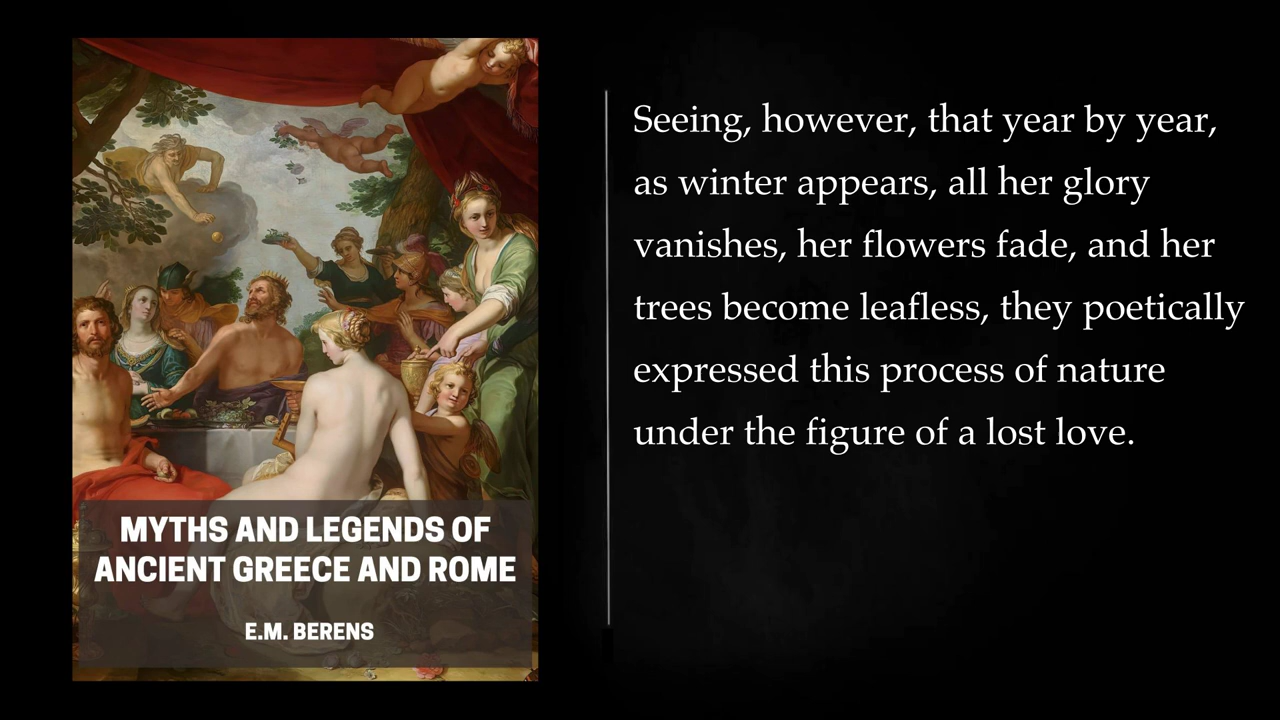 MYTHS AND LEGENDS OF
ANCIENT GREECE AND ROME
E.M. BERENS
Seeing, however, that year by year,
as winter appears, all her glory
vanishes, her flowers fade, and her
trees become leafless, they poetically
expressed this process of nature
under the figure of a lost love.